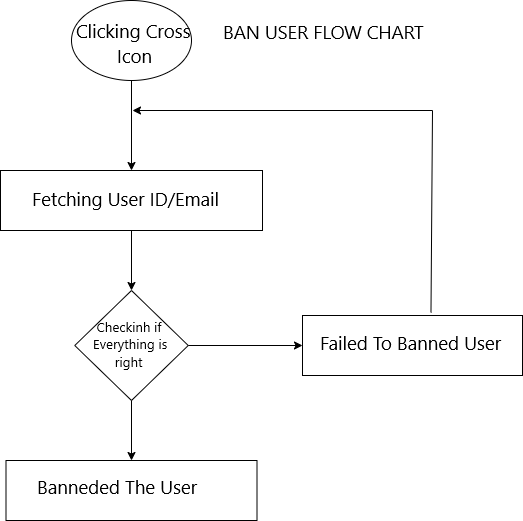 Clicking Cross
Icon
BAN USER FLOW CHART
Fetching User ID/Email
Checkinh if
Everything is
right
Failed To Banned User
Banneded The User